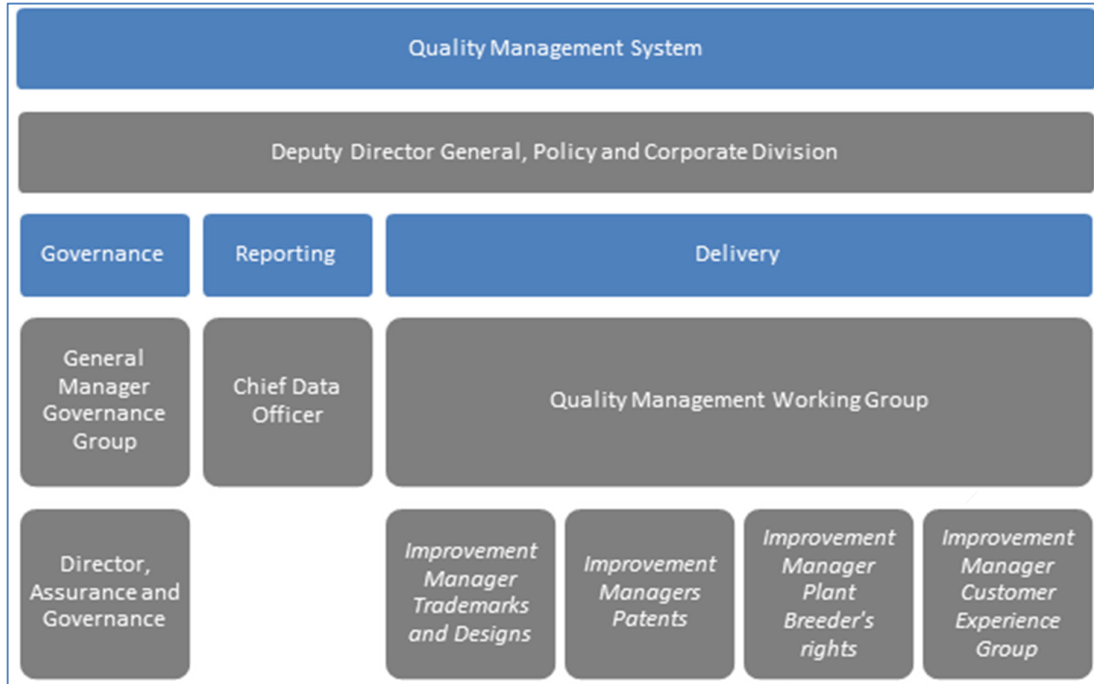 Quality Management System
Deputy Director General, Policy and Corporate Division
Governance
Reporting
Delivery
General
Manager
Governance
Group
Chief Data
Officer
Quality Management Working Group
Director,
Assurance and
Governance
Improvement
Manager
Trademarks
and Designs
Improvement
Managers
Patents
Improvement
Manager
Plant
Breeder's
rights
Improvement
Manager
Customer
Experience
Group